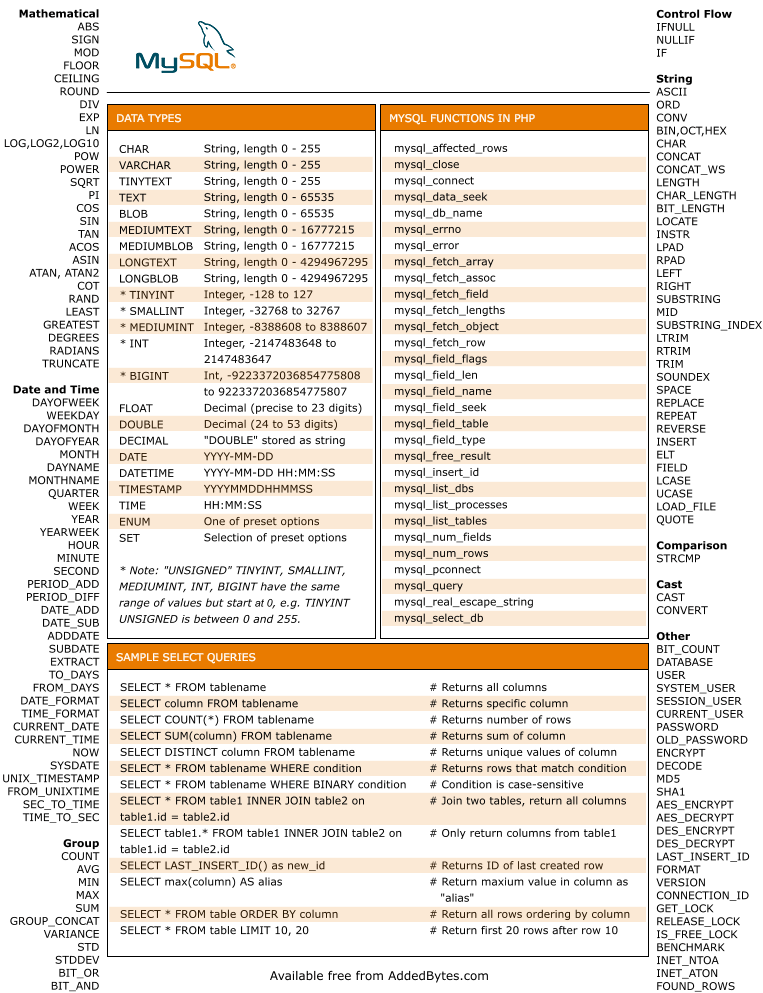 Mathematical
ABS
SIGN
MOD
FLOOR
CEILING
ROUND
DIV
EXP
LN
LOG,LOG2,LOG10
POW
POWER
SQRT
PI
COS
SIN
TAN
ACOS
ASIN
ATAN, ATAN2
COT
RAND
LEAST
GREATEST
DEGREES
RADIANS
TRUNCATE
Date and Time
DAYOFWEEK
WEEKDAY
DAYOFMONTH
DAYOFYEAR
MONTH
DAYNAME
MONTHNAME
QUARTER
WEEK
YEAR
YEARWEEK
HOUR
MINUTE
SECOND
PERIOD_ADD
PERIOD_DIFF
DATE_ADD
DATE_SUB
ADDDATE
SUBDATE
EXTRACT
TO_DAYS
FROM_DAYS
DATE_FORMAT
TIME_FORMAT
CURRENT_DATE
CURRENT_TIME
NOW
SYSDATE
UNIX_TIMESTAMP
FROM_UNIXTIME
SEC_TO_TIME
TIME_TO_SEC
Group
COUNT
AVG
MIN
MAX
SUM
GROUP_CONCAT
VARIANCE
STD
STDDEV
BIT_OR
BIT_AND
MySQL®
DATA TYPES
CHAR String, length 0 - 255
VARCHAR String, length 0 - 255
TINYTEXT String, length 0 - 255
TEXT String, length 0 - 65535
BLOB String, length 0 - 65535
MEDIUMTEXT String, length 0 - 16777215
MEDIUMBLOB String, length 0 - 16777215
LONGTEXT String, length 0 - 4294967295
LONGBLOB String, length 0 - 4294967295
* TINYINT Integer, -128 to 127
* SMALLINT Integer, -32768 to 32767
* MEDIUMINT Integer, -8388608 to 8388607
* INT Integer, -2147483648 to
2147483647
* BIGINT Int, -9223372036854775808
to 9223372036854775807
FLOAT Decimal (precise to 23 digits)
DOUBLE Decimal (24 to 53 digits)
DECIMAL "DOUBLE" stored as string
DATE YYYY-MM-DD
DATETIME YYYY-MM-DD HH:MM:SS
TIMESTAMP YYYYMMDDHHMMSS
TIME HH:MM:SS
ENUM One of preset options
SET Selection of preset options
* Note: "UNSIGNED" TINYINT, SMALLINT,
MEDIUMINT, INT, BIGINT have the same
range of values but start at 0, e.g. TINYINT
UNSIGNED is between 0 and 255.
MYSQL FUNCTIONS IN PHP
mysql_affected_rows
mysql_close
mysql_connect
mysql_data_seek
mysql_db_name
mysql_errno
mysql_error
mysql_fetch_array
mysql_fetch_assoc
mysql_fetch_field
mysql_fetch_lengths
mysql_fetch_object
mysql_fetch_row
mysql_field_flags
mysql_field_len
mysql_field_name
mysql_field_seek
mysql_field_table
mysql_field_type
mysql_free_result
mysql_insert_id
mysql_list_dbs
mysql_list_processes
mysql_list_tables
mysql_num_fields
mysql_num_rows
mysql_pconnect
mysql_query
mysql_real_escape_string
mysql_select_db
SAMPLE SELECT QUERIES
SELECT * FROM tablename # Returns all columns
SELECT column FROM tablename # Returns specific column
SELECT COUNT(*) FROM tablename # Returns number of rows
SELECT SUM(column) FROM tablename # Returns sum of column
SELECT DISTINCT column FROM tablename # Returns unique values of column
SELECT * FROM tablename WHERE condition # Returns rows that match condition
SELECT * FROM tablename WHERE BINARY condition # Condition is case-sensitive
SELECT * FROM table1 INNER JOIN table2 on # Join two tables, return all columns
table1.id = table2.id
SELECT table1.* FROM table1 INNER JOIN table2 on # Only return columns from table1
table1.id = table2.id
SELECT LAST_INSERT_ID() as new_id # Returns ID of last created row
SELECT max(column) AS alias # Return maxium value in column as
"alias"
SELECT * FROM table ORDER BY column # Return all rows ordering by column
SELECT * FROM table LIMIT 10, 20 # Return first 20 rows after row 10
Available free from AddedBytes.com
Control Flow
IFNULL
NULLIF
IF
String
ASCII
ORD
CONV
BIN,OCT,HEX
CHAR
CONCAT
CONCAT_WS
LENGTH
CHAR_LENGTH
BIT_LENGTH
LOCATE
INSTR
LPAD
RPAD
LEFT
RIGHT
SUBSTRING
MID
SUBSTRING_INDEX
LTRIM
RTRIM
TRIM
SOUNDEX
SPACE
REPLACE
REPEAT
REVERSE
INSERT
ELT
FIELD
LCASE
UCASE
LOAD_FILE
QUOTE
Comparison
STRCMP
Cast
CAST
CONVERT
Other
BIT_COUNT
DATABASE
USER
SYSTEM_USER
SESSION_USER
CURRENT_USER
PASSWORD
OLD_PASSWORD
ENCRYPT
DECODE
MD5
SHA1
AES_ENCRYPT
AES_DECRYPT
DES_ENCRYPT
DES_DECRYPT
LAST_INSERT_ID
FORMAT
VERSION
CONNECTION_ID
GET_LOCK
RELEASE_LOCK
IS_FREE_LOCK
BENCHMARK
INET_NTOA
INET_ATON
FOUND_ROWS